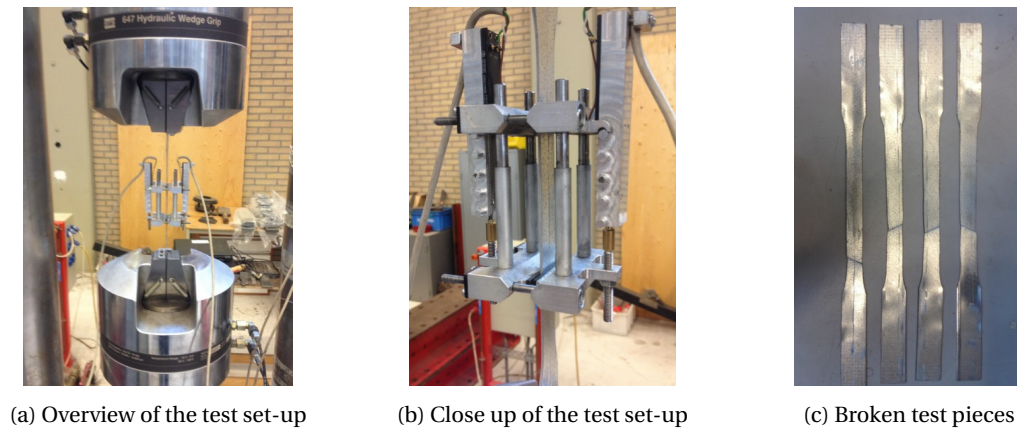 647 Hydraulic Wedge Grip
(a) Overview of the test set-up
(b) Close up of the test set-up
(c) Broken test pieces